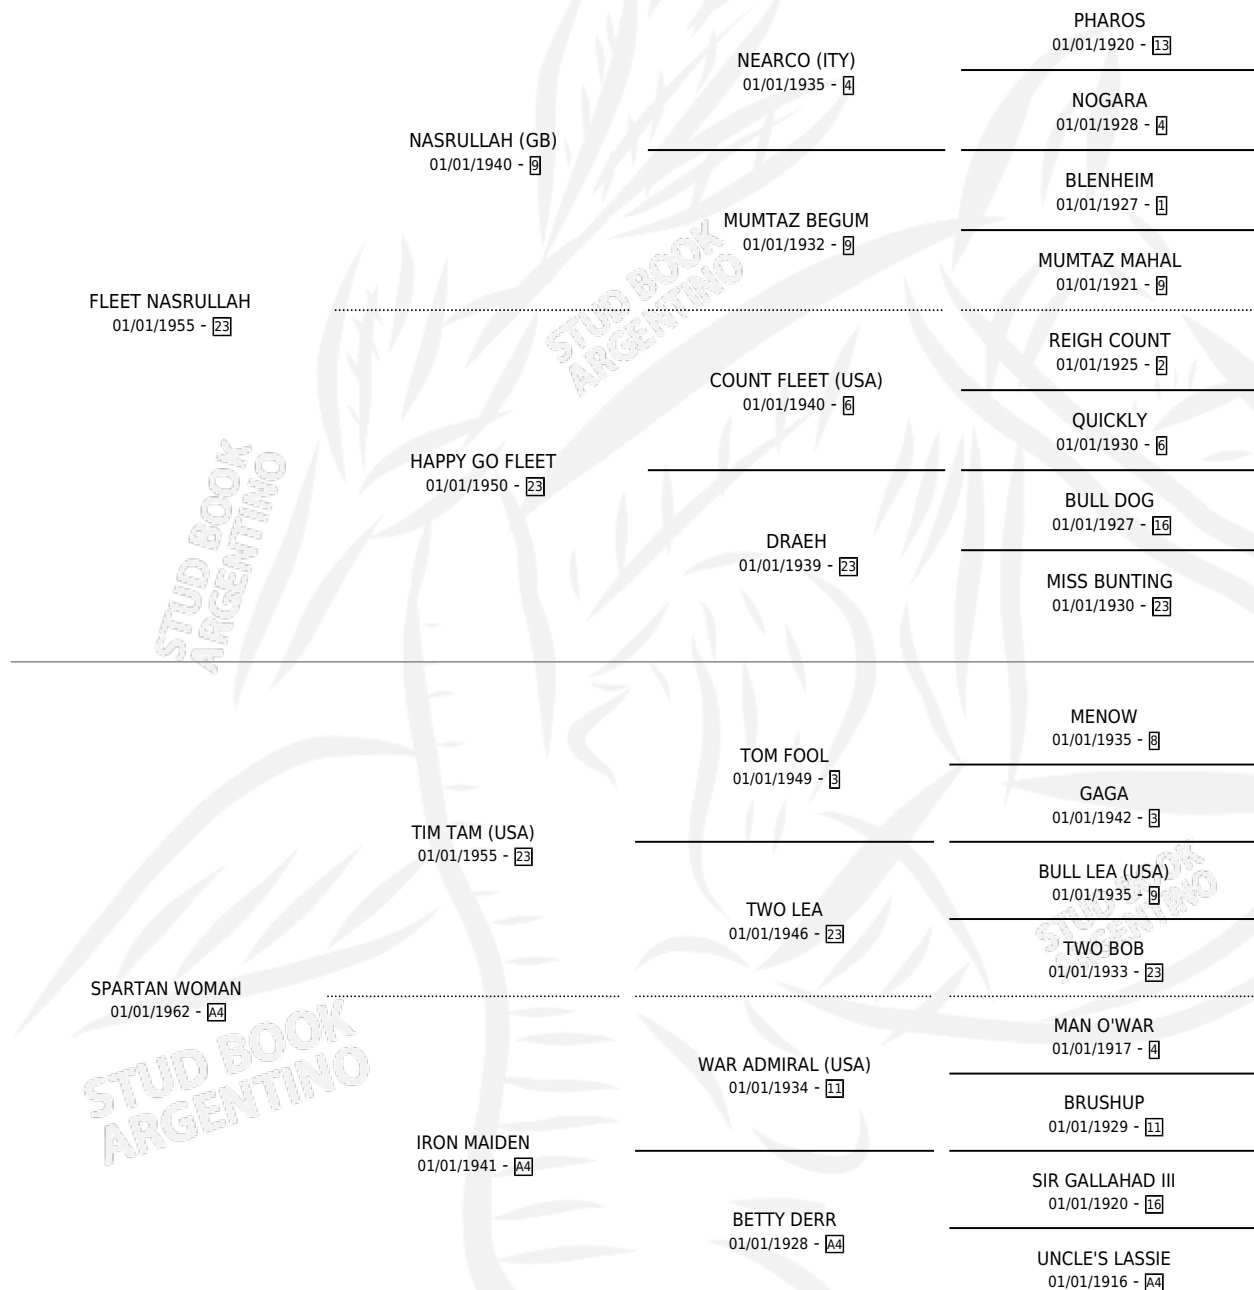 PHAROS
01/01/1920 - 13
NEARCO (ITY)
01/01/1935 - 4
NOGARA
01/01/1928 - 4
NASRULLAH (GB)
01/01/1940 - 9
BLENHEIM
01/01/1927 - 1
MUMTAZ BEGUM
01/01/1932 - 9
MUMTAZ MAHAL
01/01/1921 - 9
FLEET NASRULLAH
01/01/1955 - 23
REIGH COUNT
01/01/1925 - 2
COUNT FLEET (USA)
01/01/1940 - 6
QUICKLY
01/01/1930 - 6
HAPPY GO FLEET
01/01/1950 - 23
BULL DOG
01/01/1927 - 16
DRAEH
01/01/1939 - 23
MISS BUNTING
01/01/1930 - 23
MENOW
01/01/1935 - 8
TOM FOOL
01/01/1949 - 3
GAGA
01/01/1942 - 3
TIM TAM (USA)
01/01/1955 - 23
BULL LEA (USA)
01/01/1935 - 9
TWO LEA
01/01/1946 - 23
TWO BOB
01/01/1933 - 23
SPARTAN WOMAN
01/01/1962 - A4
MAN O'WAR
01/01/1917 - 4
WAR ADMIRAL (USA)
01/01/1934 - 11
BRUSHUP
01/01/1929 - 11
IRON MAIDEN
01/01/1941 - A4
SIR GALLAHAD III
01/01/1920 - 16
BETTY DERR
01/01/1928 - A4
UNCLE'S LASSIE
01/01/1916 - A4
STUD BOOK
ARGENTINO
STUD BOOK
ARGENTINO
STUD BOOK
ARGENTINO
STUD BOOK
ARGENTINO